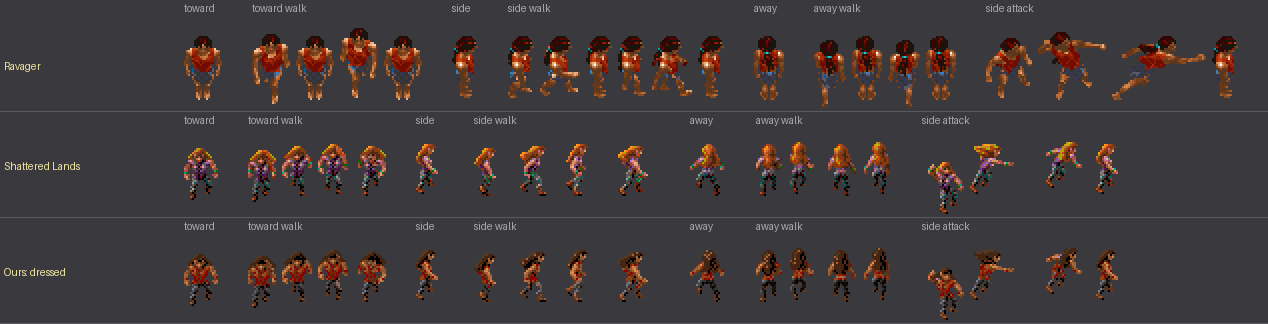 toward toward walk side side walk away away walk side attack
Ravager
toward toward walk side side walk away away walk side attack
Shattered Lands
toward toward walk side side walk away away walk side attack
Ours: dressed